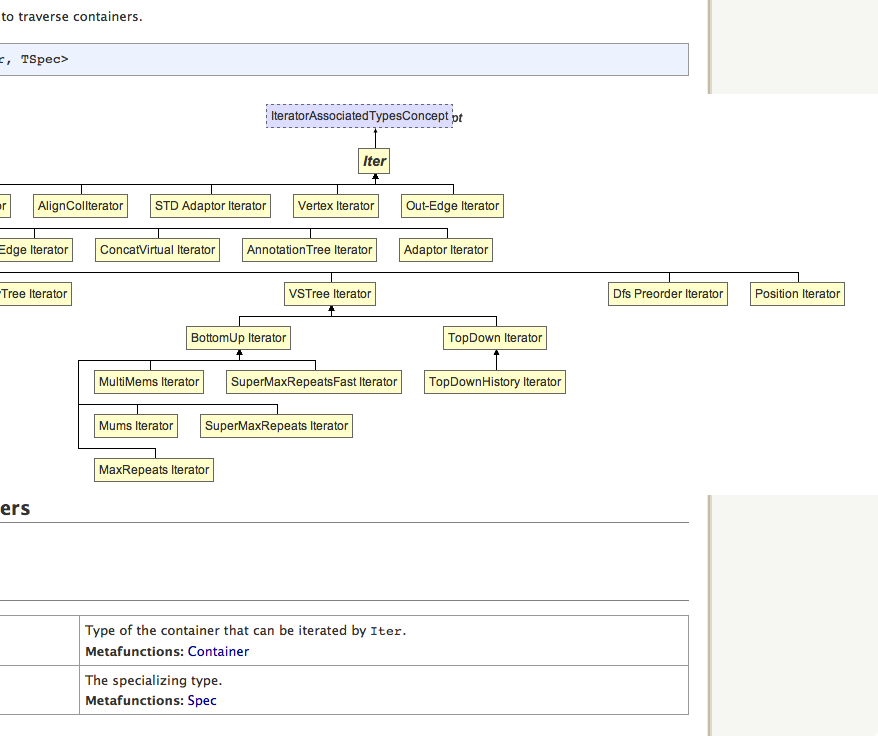 to traverse containers.
r, TSpec>
IteratorAssociatedTypesConcept pt
Iter
or AlignColIterator STD Adaptor Iterator Vertex Iterator Out-Edge Iterator
Edge Iterator ConcatVirtual Iterator AnnotationTree Iterator Adaptor Iterator
Tree Iterator VSTree Iterator Dfs Preorder Iterator Position Iterator
BottomUp Iterator TopDown Iterator
MultiMems Iterator SuperMaxRepeatsFast Iterator TopDownHistory Iterator
Mums Iterator SuperMaxRepeats Iterator
MaxRepeats Iterator
ers
Type of the container that can be iterated by Iter.
Metafunctions: Container
The specializing type.
Metafunctions: Spec